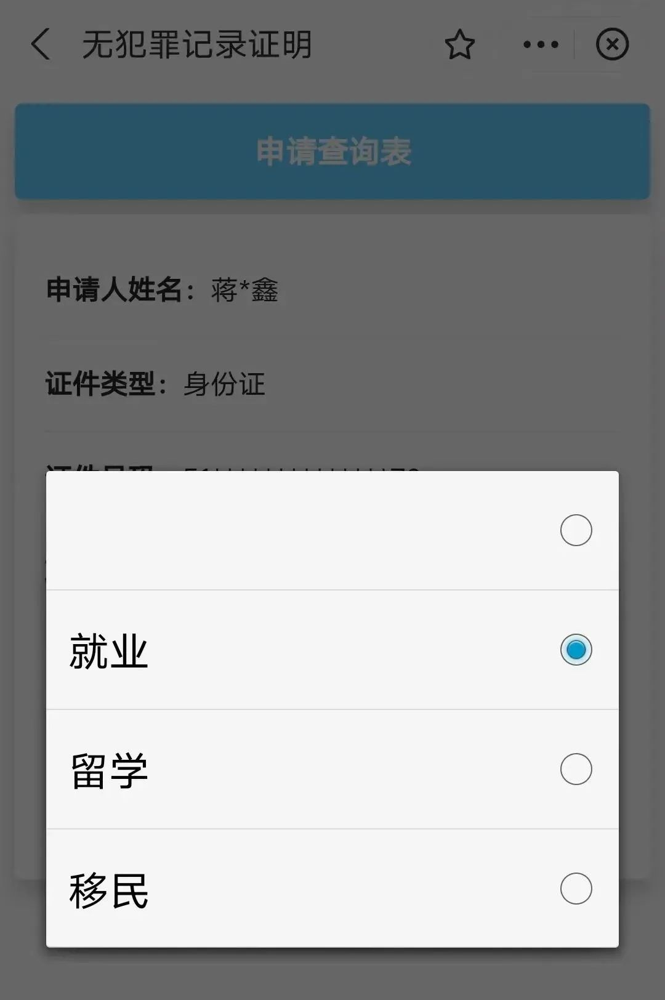 无犯罪记录证明
申请查询表
申请人姓名：蒋*鑫
证件类型：身份证
就业
留学
移民